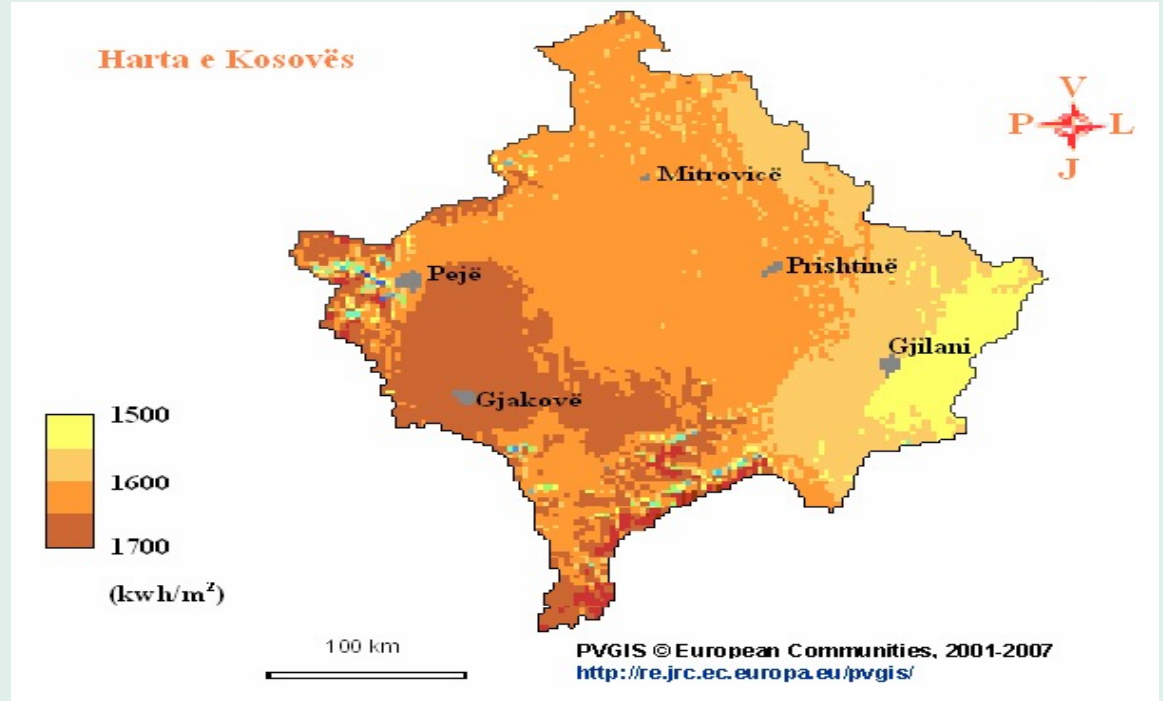 Harta e Kosovës
V
P L
J
Mitrovicë
Prishtinë
Pejë
Gjilani
Gjakovë
1500
1600
1700
(kwh/m²)
100 km
PVGIS © European Communities, 2001-2007
http://re.jrc.ec.europa.eu/pvgis/